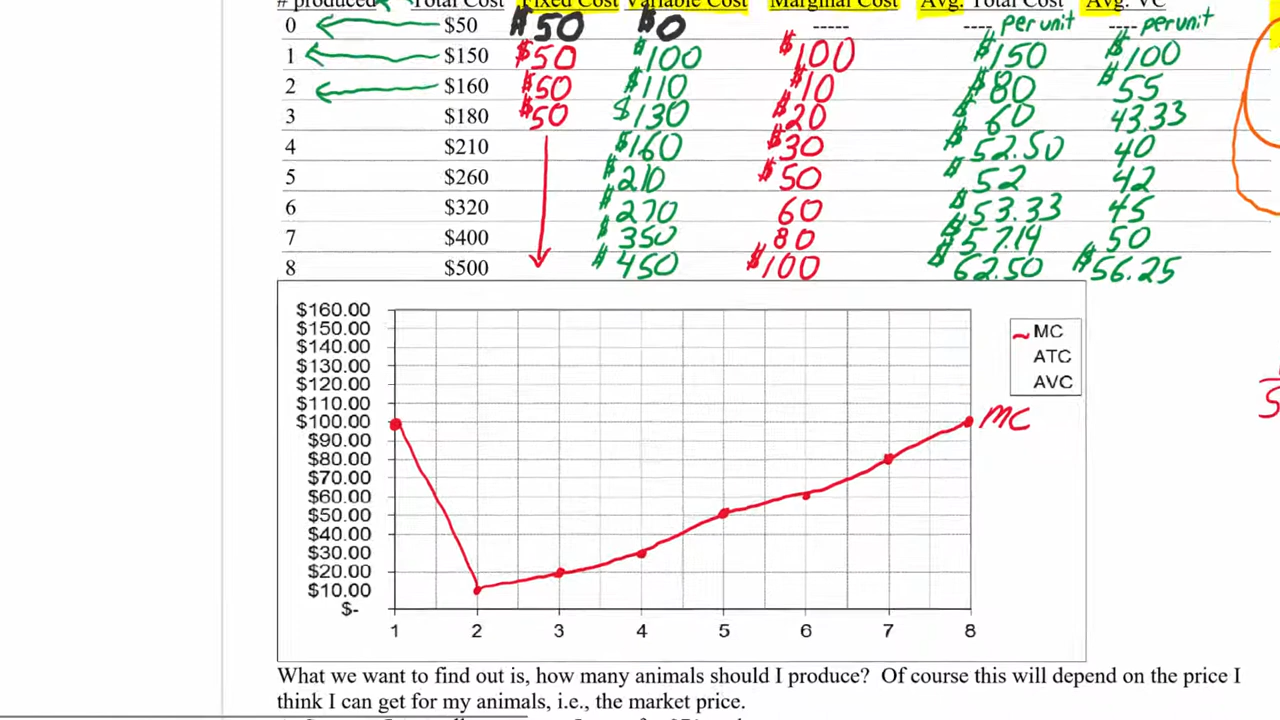 # produced Total Cost Fixed Cost Variable Cost Marginal Cost Avg. Total Cost Avg. VC
0 $50 $50 $0 ----- ---- per unit ---- per unit
1 $150 $50 $100 $100 $150 $100
2 $160 $50 $110 $10 $80 $55
3 $180 $50 $130 $20 $60 43.33
4 $210 $160 $30 $52.50 40
5 $260 $210 $50 $52 42
6 $320 $270 60 $53.33 45
7 $400 $350 80 $57.14 50
8 $500 $450 $100 $62.50 $56.25
$160.00
$150.00
$140.00
$130.00
$120.00
$110.00
$100.00
$90.00
$80.00
$70.00
$60.00
$50.00
$40.00
$30.00
$20.00
$10.00
$-
1 2 3 4 5 6 7 8
MC
MC
ATC
AVC
What we want to find out is, how many animals should I produce? Of course this will depend on the price I
think I can get for my animals, i.e., the market price.